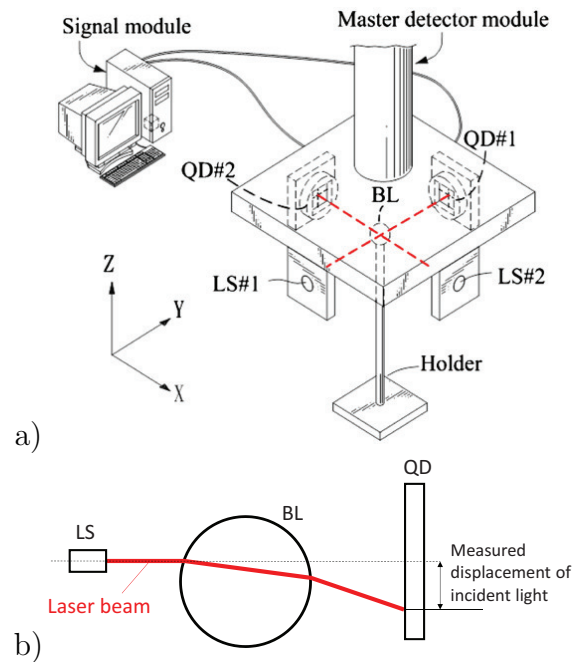 Signal module
Master detector module
QD#2
BL
QD#1
LS#1
LS#2
Z
Y
X
Holder
a)
QD
BL
LS
Laser beam
Measured
displacement of
incident light
b)